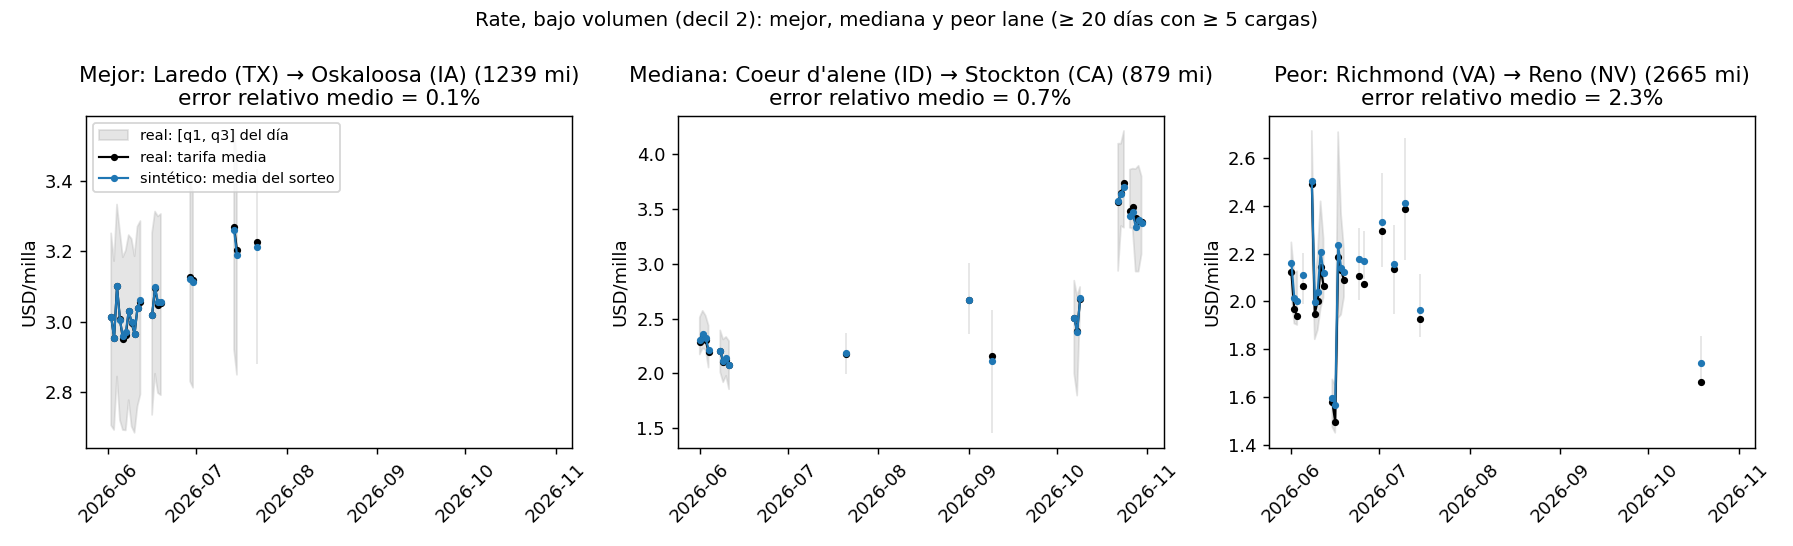 Rate, bajo volumen (decil 2): mejor, mediana y peor lane (≥ 20 días con ≥ 5 cargas)
Mejor: Laredo (TX) → Oskaloosa (IA) (1239 mi)
error relativo medio = 0.1%
real: [q1, q3] del día
real: tarifa media
sintético: media del sorteo
USD/milla
3.4
3.2
3.0
2.8
2026-06
2026-07
2026-08
2026-09
2026-10
2026-11
Mediana: Coeur d'alene (ID) → Stockton (CA) (879 mi)
error relativo medio = 0.7%
USD/milla
4.0
3.5
3.0
2.5
2.0
1.5
2026-06
2026-07
2026-08
2026-09
2026-10
2026-11
Peor: Richmond (VA) → Reno (NV) (2665 mi)
error relativo medio = 2.3%
USD/milla
2.6
2.4
2.2
2.0
1.8
1.6
1.4
2026-06
2026-07
2026-08
2026-09
2026-10
2026-11